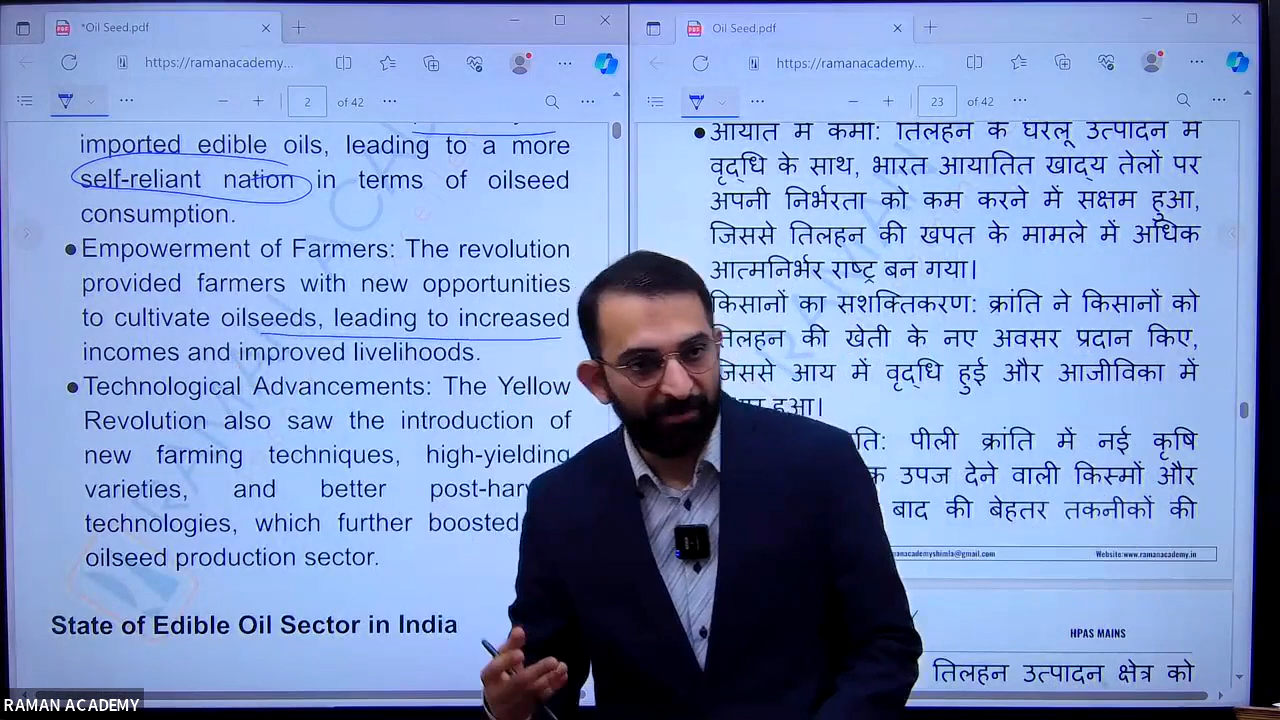 *Oil Seed.pdf
https://ramanacademy...
2 of 42
imported edible oils, leading to a more
self-reliant nation in terms of oilseed
consumption.
Empowerment of Farmers: The revolution
provided farmers with new opportunities
to cultivate oilseeds, leading to increased
incomes and improved livelihoods.
Technological Advancements: The Yellow
Revolution also saw the introduction of
new farming techniques, high-yielding
varieties, and better
technologies, which further boosted
oilseed production sector.
State of Edible Oil Sector in India
RAMAN ACADEMY
Oil Seed.pdf
https://ramanacademy...
23 of 42
आयात में कमी: तिलहन के घरेलू उत्पादन में
वृद्धि के साथ, भारत आयातित खाद्य तेलों पर
अपनी निर्भरता को कम करने में सक्षम हुआ,
जिससे तिलहन की खपत के मामले में अधिक
आत्मनिर्भर राष्ट्र बन गया।
किसानों का सशक्तिकरण: क्रांति ने किसानों को
तिलहन की खेती के नए अवसर प्रदान किए,
जिससे आय में वृद्धि हुई और आजीविका में
हुआ।
पीली क्रांति में नई कृषि
उपज देने वाली किस्मों और
बाद की बेहतर तकनीकों की
Website:www.ramanacademy.in
HPAS MAINS
तिलहन उत्पादन क्षेत्र को